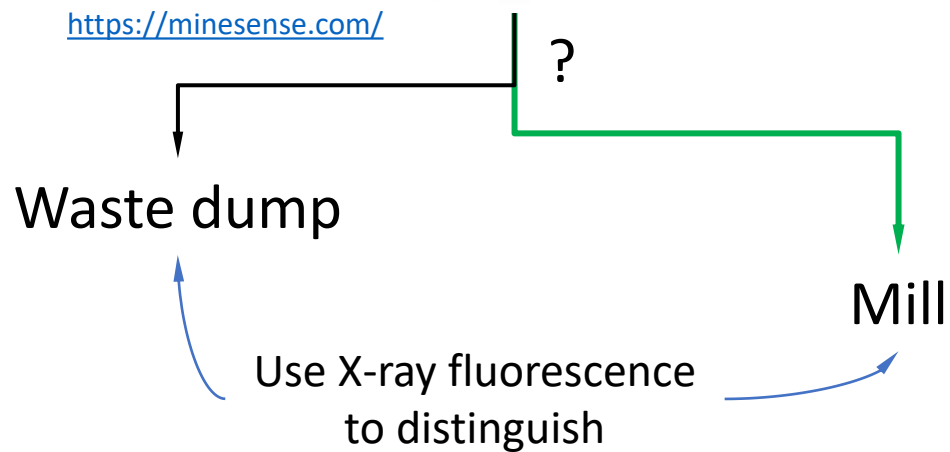 https://minesense.com/
?
Waste dump
Mill
Use X-ray fluorescence
to distinguish